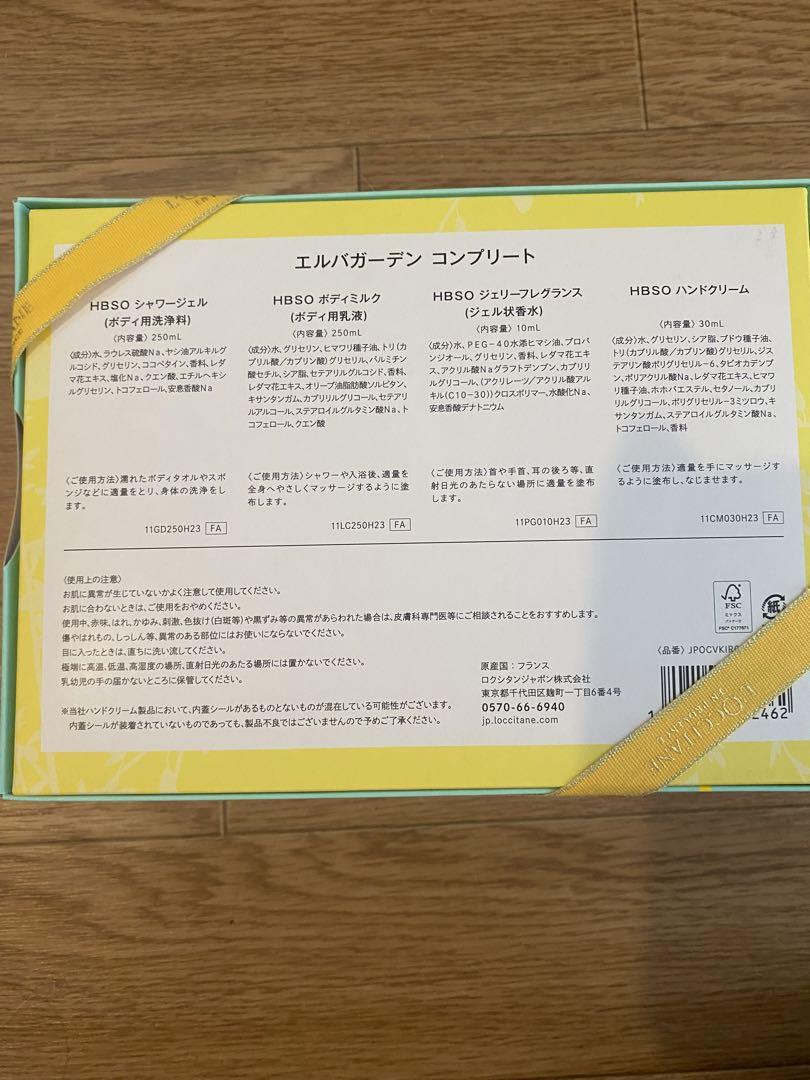 エルバガーデン コンプリート
HBSO シャワージェル
(ボディ用洗浄料)
〈内容量〉250mL
〈成分〉水、ラウレス硫酸Na、ヤシ油アルキルグル
コシド、グリセリン、ココベタイン、香料、レダ
マ花エキス、塩化Na、クエン酸、エチルヘキシ
ルグリセリン、トコフェロール、安息香酸Na
〈ご使用方法〉濡れたボディタオルやスポ
ンジなどに適量をとり、身体の洗浄をし
ます。
11GD250H23 FA
HBSO ボディミルク
(ボディ用乳液)
〈内容量〉250mL
〈成分〉水、グリセリン、ヒマワリ種子油、トリ(カ
プリル酸/カプリン酸)グリセリル、パルミチン
酸セチル、シア脂、セテアリルグルコシド、香料、
レダマ花エキス、オリーブ油脂肪酸ソルビタン、
キサンタンガム、カプリリルグリコール、セテアリ
ルアルコール、ステアロイルグルタミン酸Na、ト
コフェロール、クエン酸
〈ご使用方法〉シャワーや入浴後、適量を
全身へやさしくマッサージするように塗
布します。
11LC250H23 FA
HBSO ジェリーフレグランス
(ジェル状香水)
〈内容量〉10mL
〈成分〉水、PEG-40水添ヒマシ油、プロパ
ンジオール、グリセリン、香料、レダマ花エキ
ス、アクリル酸Naグラフトデンプン、カプリリ
ルグリコール、(アクリレーツ/アクリル酸アル
キル(C10-30))クロスポリマー、水酸化Na、
安息香酸デナトニウム
〈ご使用方法〉首や手首、耳の後ろ等、直
射日光のあたらない場所に適量を塗布
します。
11PG010H23 FA
HBSO ハンドクリーム
〈内容量〉30mL
〈成分〉水、グリセリン、シア脂、ブドウ種子油、
トリ(カプリル酸/カプリン酸)グリセリル、ジス
テアリン酸ポリグリセリル-6、タピオカデンプ
ン、ポリアクリル酸Na、レダマ花エキス、ヒマワ
リ種子油、ホホバエステル、セタノール、カプリ
リルグリコール、ポリグリセリル-3ミツロウ、キ
サンタンガム、ステアロイルグルタミン酸Na、
トコフェロール、香料
〈ご使用方法〉適量を手にマッサージす
るように塗布し、なじませます。
11CM030H23 FA
〈使用上の注意〉
お肌に異常が生じていないかよく注意して使用してください。
お肌に合わないときは、ご使用をおやめください。
使用中、赤味、はれ、かゆみ、刺激、色抜け(白斑等)や黒ずみ等の異常があらわれた場合は、皮膚科専門医等にご相談されることをおすすめします。
傷やはれもの、しっしん等、異常のある部位にはお使いにならないでください。
目に入ったときは、直ちに洗い流してください。
極端に高温、低温、高湿度の場所、直射日光のあたる場所には置かないでください。
乳幼児の手の届かないところに保管してください。
※当社ハンドクリーム製品において、内蓋シールがあるものとないものが混在している可能性がございます。
内蓋シールが装着されていないものであっても、製品不良ではございませんので予めご了承ください。
原産国:フランス
ロクシタンジャポン株式会社
東京都千代田区麹町一丁目6番4号
0570-66-6940
jp.loccitane.com
FSC
ミックス
FSC® C177671
紙
〈品番〉JPOCVKIR
2462
L'OCCITANE
EN PROVENCE